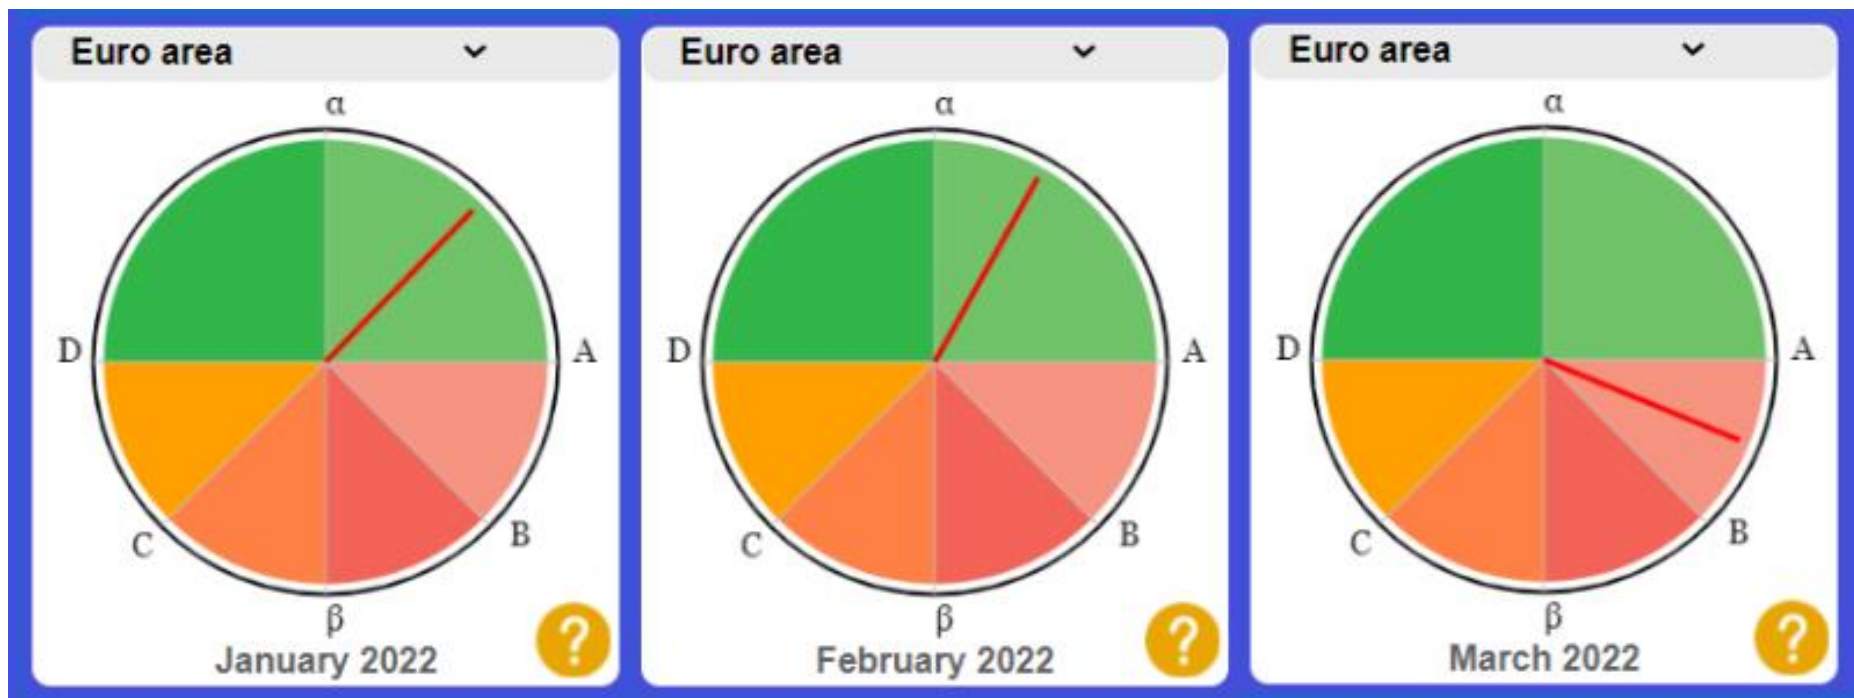 Euro area
α
D
A
C
B
β
?
January 2022
Euro area
α
D
A
C
B
β
?
February 2022
Euro area
α
D
A
C
B
β
?
March 2022